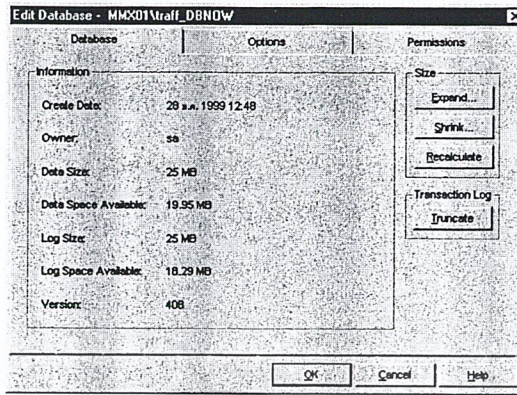 Edit Database - MMX01\traff_DBNOW
Database Options Permissions
Information
Create Date: 28 1999 12:48
Owner: sa
Data Size: 25 MB
Data Space Available: 19.95 MB
Log Size: 25 MB
Log Space Available: 18.29 MB
Version: 408
Size
Expand...
Shrink...
Recalculate
Transaction Log
Truncate
OK Cancel Help